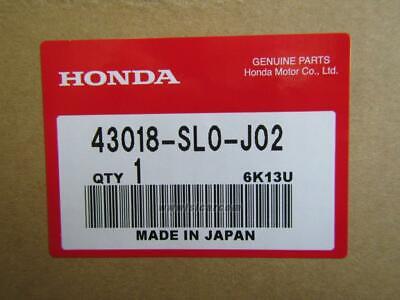 GENUINE PARTS
Honda Motor Co., Ltd.
HONDA
43018-SL0-J02
QTY 1 6K13U
MADE IN JAPAN